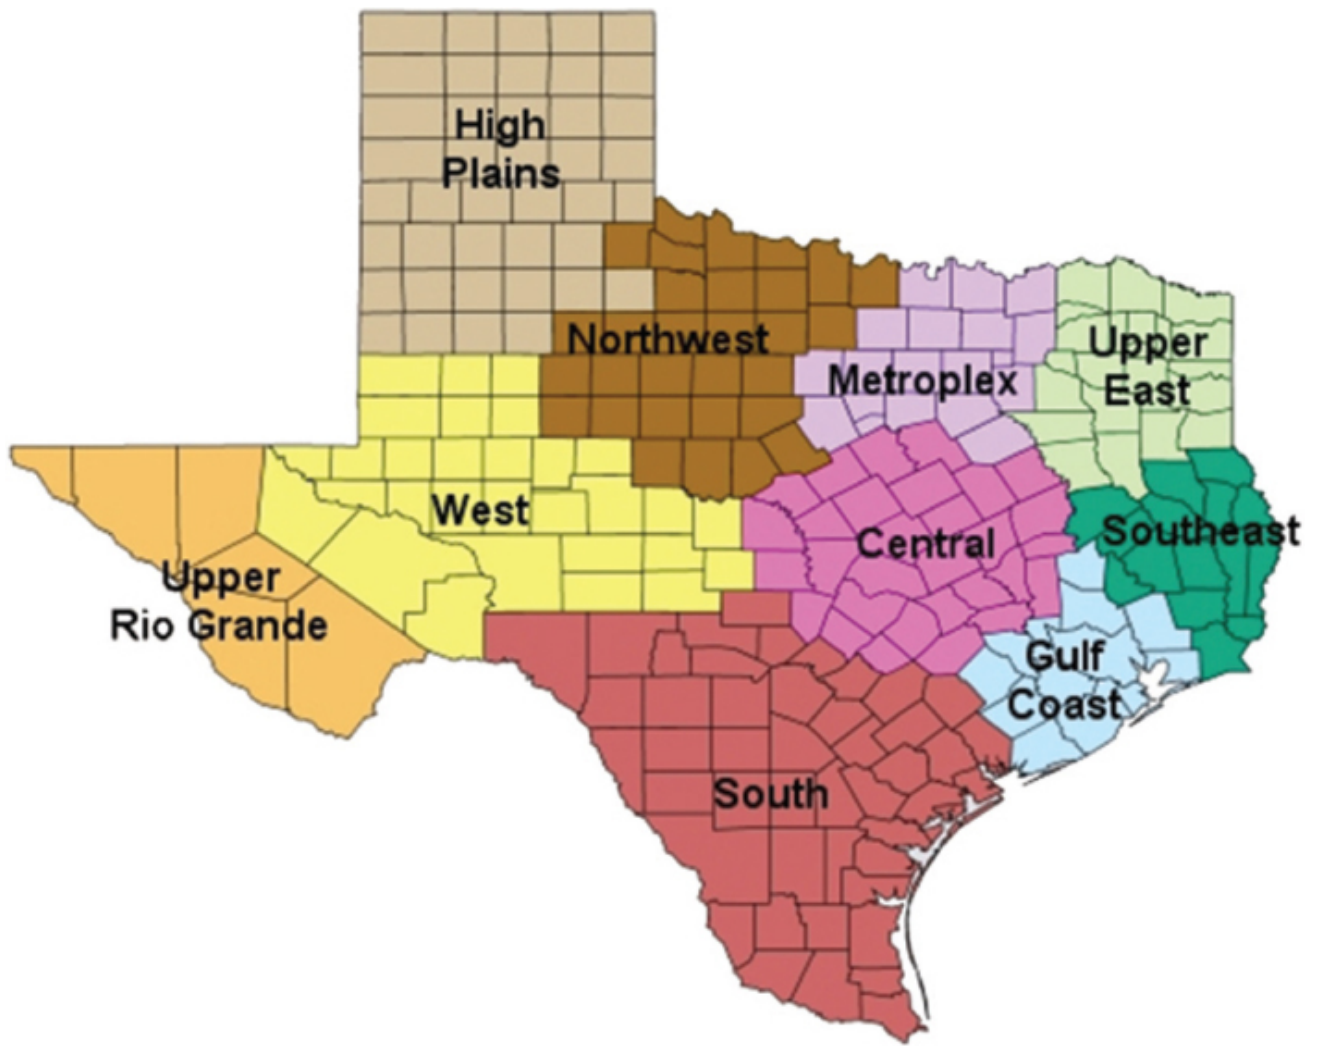 High
Plains
Northwest
Metroplex
Upper
East
West
Central
Southeast
Upper
Rio Grande
Gulf
Coast
South